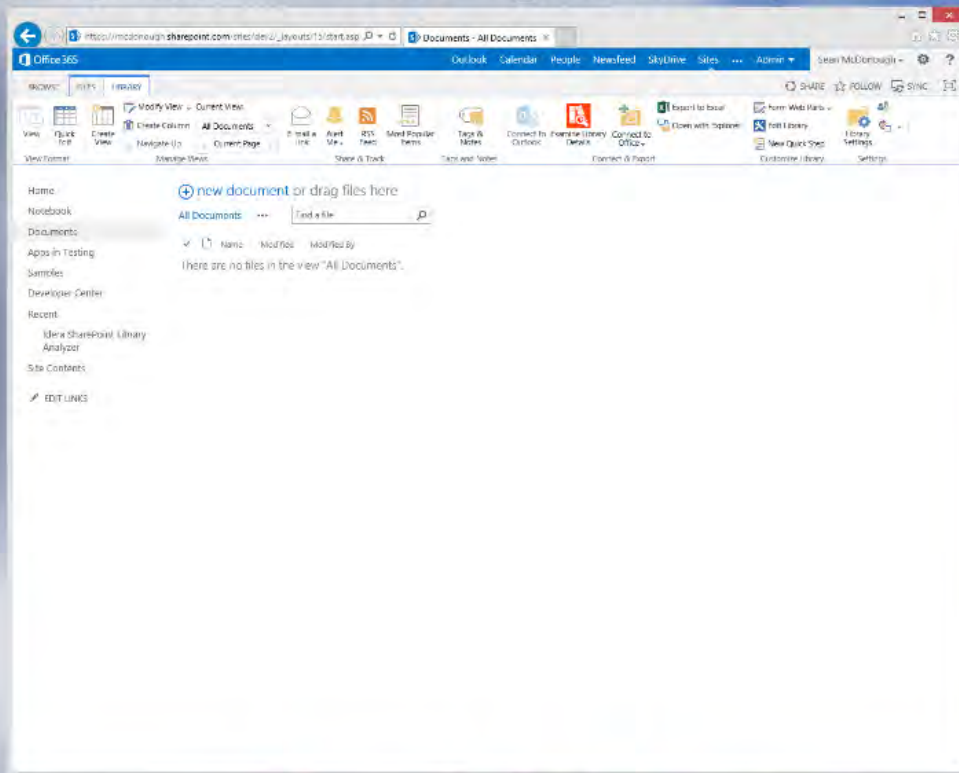 https://mcdonough.sharepoint.com/sites/dev2/_layouts/15/start.asp
Documents - All Documents
Office 365
Outlook Calendar People Newsfeed SkyDrive Sites ... Admin Sean McDonough ?
BROWSE FILES LIBRARY
SHARE FOLLOW SYNC
View
Quick Edit
Create View
Modify View
Create Column
Navigate Up
Current View:
All Documents
Current Page
E-mail a Link
Alert Me
RSS Feed
Most Popular Items
Tags & Notes
Connect to Outlook
Examine Library Details
Connect to Office
Export to Excel
Open with Explorer
Form Web Parts
Edit Library
New Quick Step
Library Settings
View Format Manage Views Share & Track Tags and Notes Connect & Export Customize Library Settings
Home
Notebook
Documents
Apps in Testing
Samples
Developer Center
Recent
Idera SharePoint Library
Analyzer
Site Contents
EDIT LINKS
new document or drag files here
All Documents ... Find a file
Name Modified Modified By
There are no files in the view "All Documents".